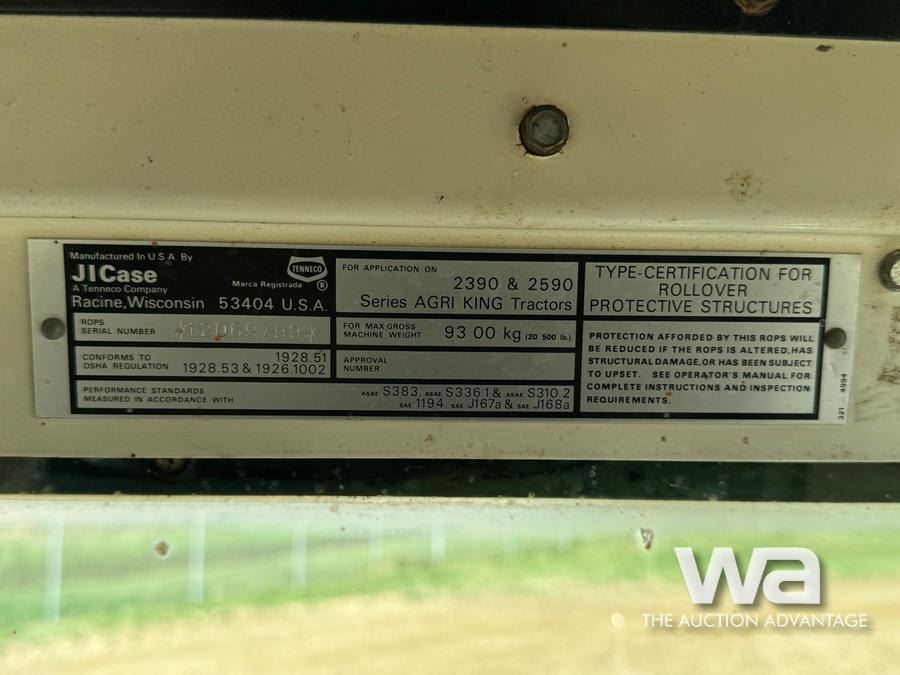 Manufactured In U.S.A. By
JICase
A Tenneco Company
Racine, Wisconsin 53404 U.S.A.
TENNECO
Marca Registrada ®
ROPS
SERIAL NUMBER
CONFORMS TO
OSHA REGULATION
1928.51
1928.53 & 1926.1002
PERFORMANCE STANDARDS
MEASURED IN ACCORDANCE WITH
ASAE S383, ASAE S336.1 & ASAE S310.2
SAE 1194, SAE J167a & SAE J168a
FOR APPLICATION ON
2390 & 2590
Series AGRI KING Tractors
FOR MAX GROSS
MACHINE WEIGHT
93 00 kg (20 500 lb.)
APPROVAL
NUMBER
TYPE-CERTIFICATION FOR
ROLLOVER
PROTECTIVE STRUCTURES
PROTECTION AFFORDED BY THIS ROPS WILL
BE REDUCED IF THE ROPS IS ALTERED, HAS
STRUCTURAL DAMAGE, OR HAS BEEN SUBJECT
TO UPSET. SEE OPERATOR'S MANUAL FOR
COMPLETE INSTRUCTIONS AND INSPECTION
REQUIREMENTS.
321 - 4994
wa
THE AUCTION ADVANTAGE